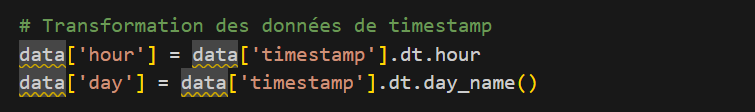 # Transformation des données de timestamp
data['hour'] = data['timestamp'].dt.hour
data['day'] = data['timestamp'].dt.day_name()